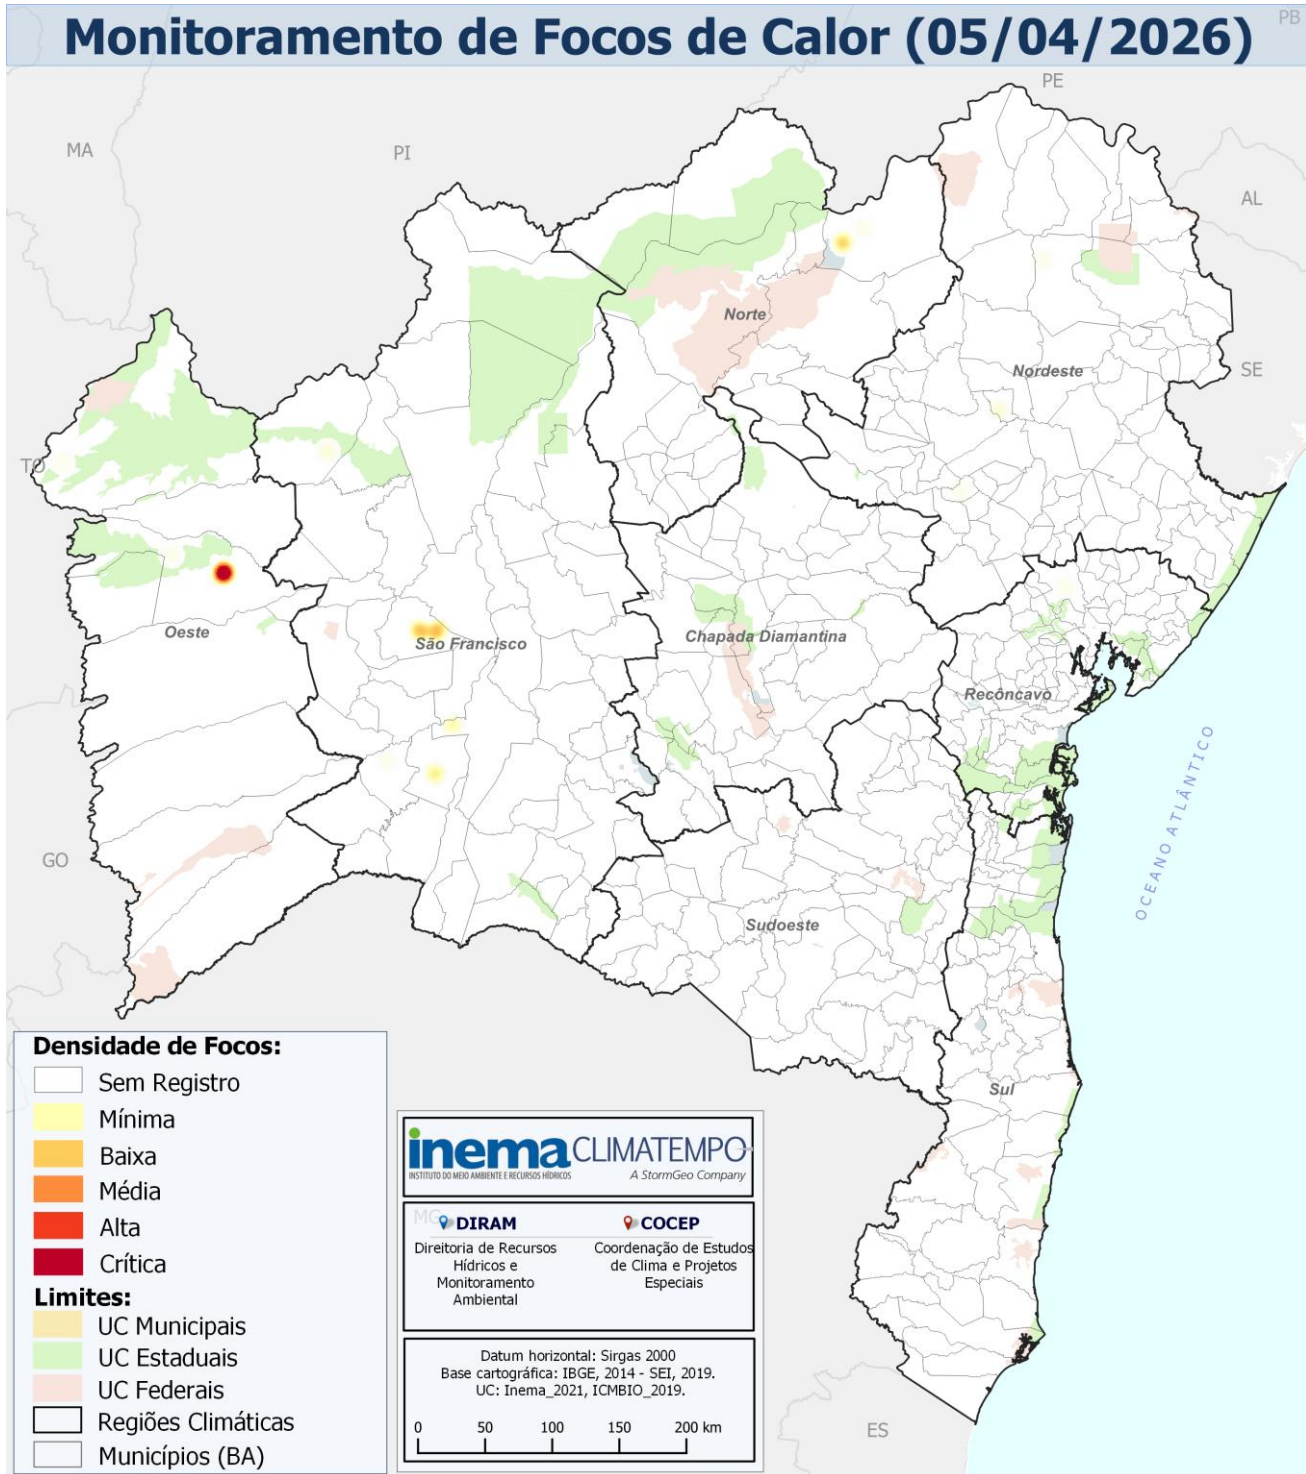 Monitoramento de Focos de Calor (05/04/2026)
PB
PE
MA
PI
AL
Norte
Nordeste
SE
TO
Oeste
São Francisco
Chapada Diamantina
Recôncavo
OCEANO ATLÂNTICO
GO
Sudoeste
Sul
Densidade de Focos:
Sem Registro
Mínima
Baixa
Média
Alta
Crítica
Limites:
UC Municipais
UC Estaduais
UC Federais
Regiões Climáticas
Municípios (BA)
inema CLIMATEMPO
INSTITUTO DO MEIO AMBIENTE E RECURSOS HÍDRICOS A StormGeo Company
MG
DIRAM COCEP
Direitoria de Recursos Coordenação de Estudos
Hídricos e de Clima e Projetos
Monitoramento Especiais
Ambiental
Datum horizontal: Sirgas 2000
Base cartográfica: IBGE, 2014 - SEI, 2019.
UC: Inema_2021, ICMBIO_2019.
0 50 100 150 200 km
ES